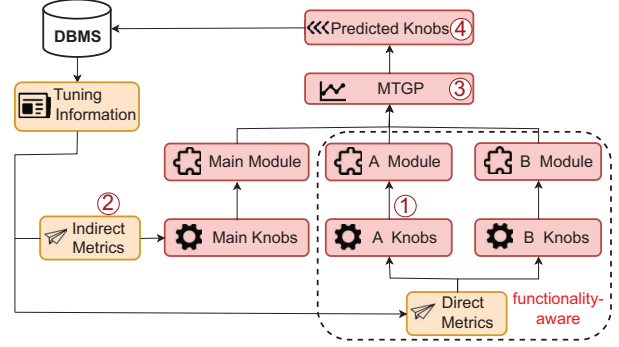 DBMS
<<<Predicted Knobs ④
Tuning
Information
MTGP ③
Main Module
A Module
B Module
②
①
Indirect
Metrics
Main Knobs
A Knobs
B Knobs
Direct
Metrics
functionality-
aware